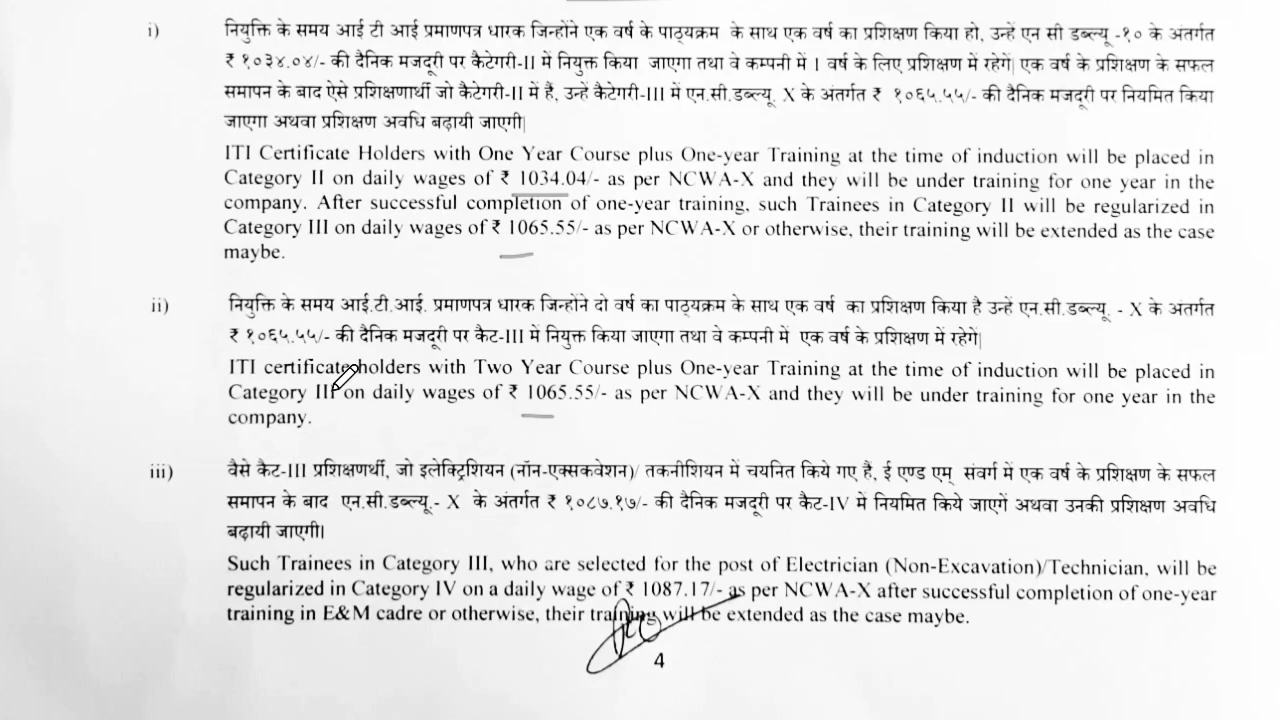 i) नियुक्ति के समय आई टी आई प्रमाणपत्र धारक जिन्होंने एक वर्ष के पाठ्यक्रम के साथ एक वर्ष का प्रशिक्षण किया हो, उन्हें एन सी डब्ल्यू -१० के अंतर्गत
₹ १०३४.०४/- की दैनिक मजदूरी पर कैटेगरी-II में नियुक्त किया जाएगा तथा वे कम्पनी में 1 वर्ष के लिए प्रशिक्षण में रहेगें| एक वर्ष के प्रशिक्षण के सफल
समापन के बाद ऐसे प्रशिक्षणार्थी जो कैटेगरी-II में हैं, उन्हें कैटेगरी-III में एन.सी.डब्ल्यू. X के अंतर्गत ₹ १०६५.५५/- की दैनिक मजदूरी पर नियमित किया
जाएगा अथवा प्रशिक्षण अवधि बढ़ायी जाएगी|
ITI Certificate Holders with One Year Course plus One-year Training at the time of induction will be placed in
Category II on daily wages of ₹ 1034.04/- as per NCWA-X and they will be under training for one year in the
company. After successful completion of one-year training, such Trainees in Category II will be regularized in
Category III on daily wages of ₹ 1065.55/- as per NCWA-X or otherwise, their training will be extended as the case
maybe.
ii) नियुक्ति के समय आई.टी.आई. प्रमाणपत्र धारक जिन्होंने दो वर्ष का पाठ्यक्रम के साथ एक वर्ष का प्रशिक्षण किया है उन्हें एन.सी.डब्ल्यू. - X के अंतर्गत
₹ १०६५.५५/- की दैनिक मजदूरी पर कैट-III में नियुक्त किया जाएगा तथा वे कम्पनी में एक वर्ष के प्रशिक्षण में रहेगें|
ITI certificate holders with Two Year Course plus One-year Training at the time of induction will be placed in
Category III on daily wages of ₹ 1065.55/- as per NCWA-X and they will be under training for one year in the
company.
iii) वैसे कैट-III प्रशिक्षणर्थी, जो इलेक्ट्रिशियन (नॉन-एक्सकवेशन)/ तकनीशियन में चयनित किये गए हैं, ई एण्ड एम् संवर्ग में एक वर्ष के प्रशिक्षण के सफल
समापन के बाद एन.सी.डब्ल्यू.- X के अंतर्गत ₹ १०८७.१७/- की दैनिक मजदूरी पर कैट-IV में नियमित किये जाएगें अथवा उनकी प्रशिक्षण अवधि
बढ़ायी जाएगी।
Such Trainees in Category III, who are selected for the post of Electrician (Non-Excavation)/Technician, will be
regularized in Category IV on a daily wage of ₹ 1087.17/- as per NCWA-X after successful completion of one-year
training in E&M cadre or otherwise, their training will be extended as the case maybe.
4